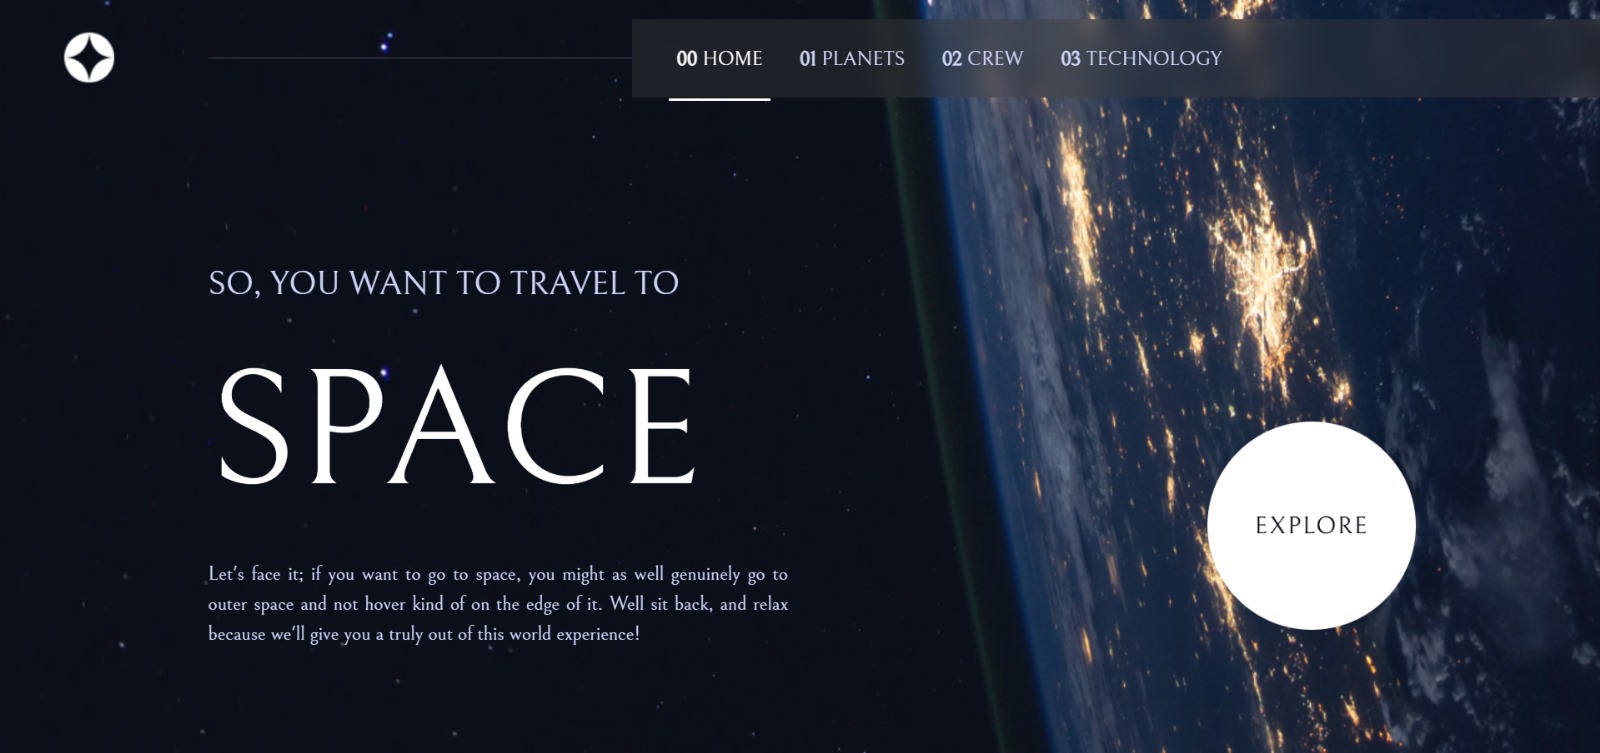 00 HOME 01 PLANETS 02 CREW 03 TECHNOLOGY
SO, YOU WANT TO TRAVEL TO
SPACE
Let's face it; if you want to go to space, you might as well genuinely go to
outer space and not hover kind of on the edge of it. Well sit back, and relax
because we'll give you a truly out of this world experience!
EXPLORE